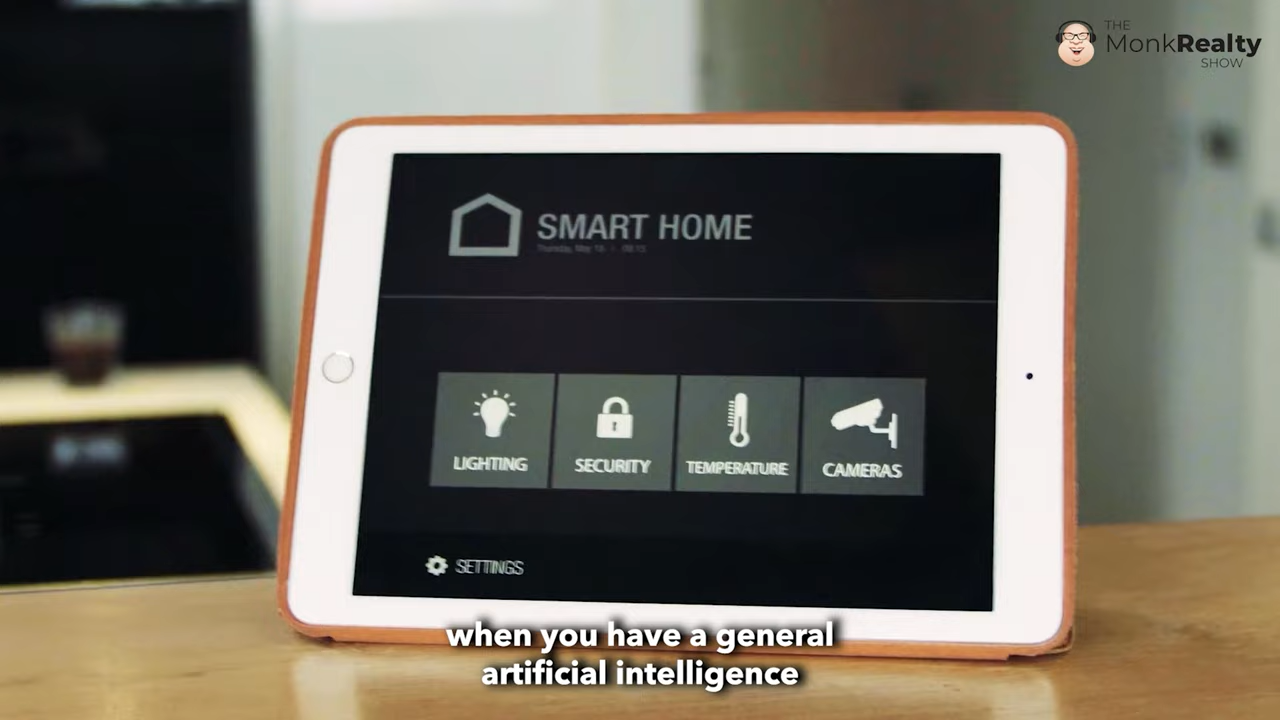 THE
MonkRealty
SHOW
SMART HOME
LIGHTING
SECURITY
TEMPERATURE
CAMERAS
SETTINGS
when you have a general
artificial intelligence